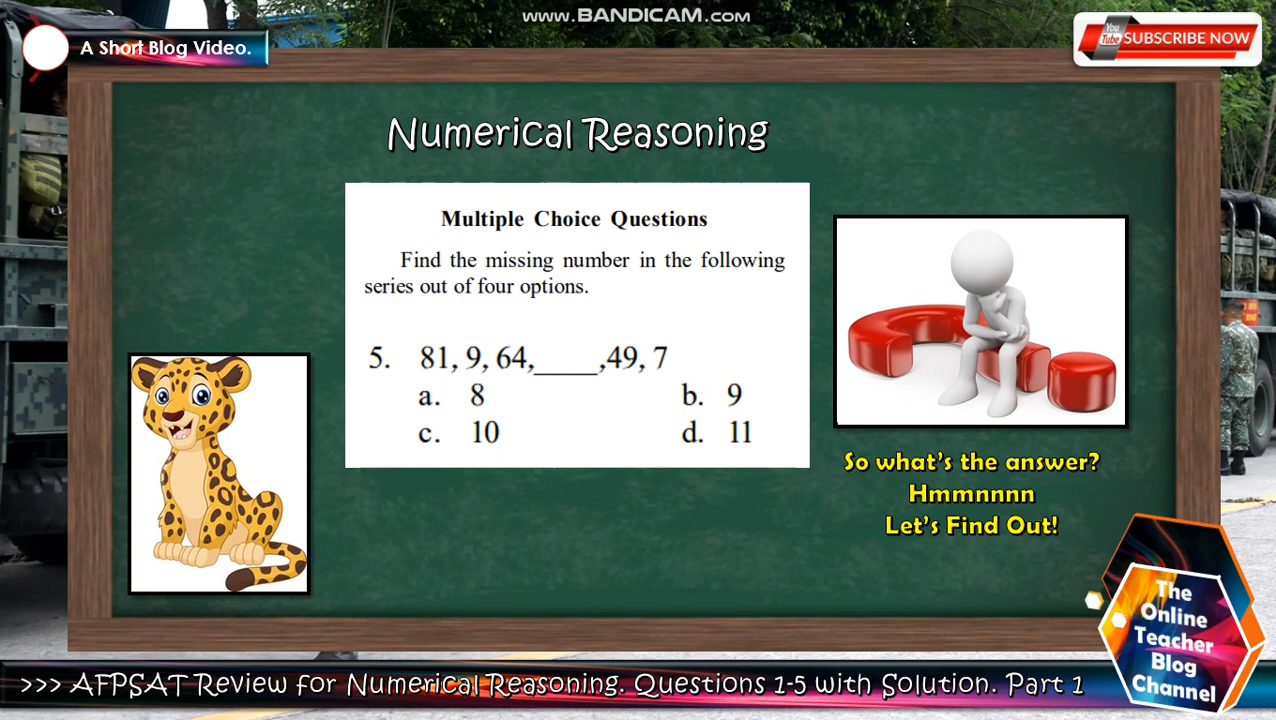 www.BANDICAM.com
A Short Blog Video.
You
Tube
SUBSCRIBE NOW
Numerical Reasoning
Multiple Choice Questions
Find the missing number in the following
series out of four options.
5. 81, 9, 64,_____,49, 7
a. 8 b. 9
c. 10 d. 11
So what's the answer?
Hmmnnnn
Let's Find Out!
The
Online
Teacher
Blog
Channel
>>> AFPSAT Review for Numerical Reasoning. Questions 1-5 with Solution. Part 1